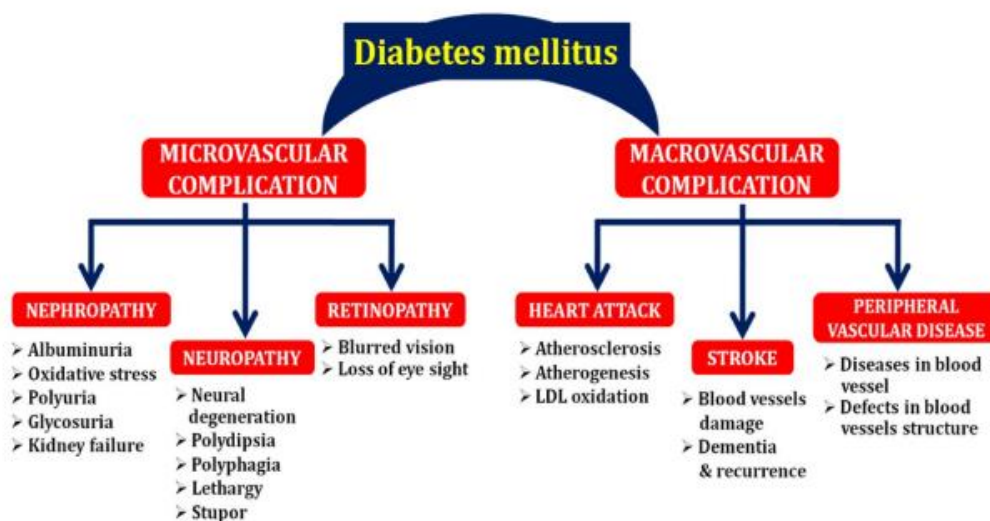 Diabetes mellitus
MICROVASCULAR
COMPLICATION
NEPHROPATHY
➢ Albuminuria
➢ Oxidative stress
➢ Polyuria
➢ Glycosuria
➢ Kidney failure
NEUROPATHY
➢ Neural
degeneration
➢ Polydipsia
➢ Polyphagia
➢ Lethargy
➢ Stupor
RETINOPATHY
➢ Blurred vision
➢ Loss of eye sight
MACROVASCULAR
COMPLICATION
HEART ATTACK
➢ Atherosclerosis
➢ Atherogenesis
➢ LDL oxidation
STROKE
➢ Blood vessels
damage
➢ Dementia
& recurrence
PERIPHERAL
VASCULAR DISEASE
➢ Diseases in blood
vessel
➢ Defects in blood
vessels structure